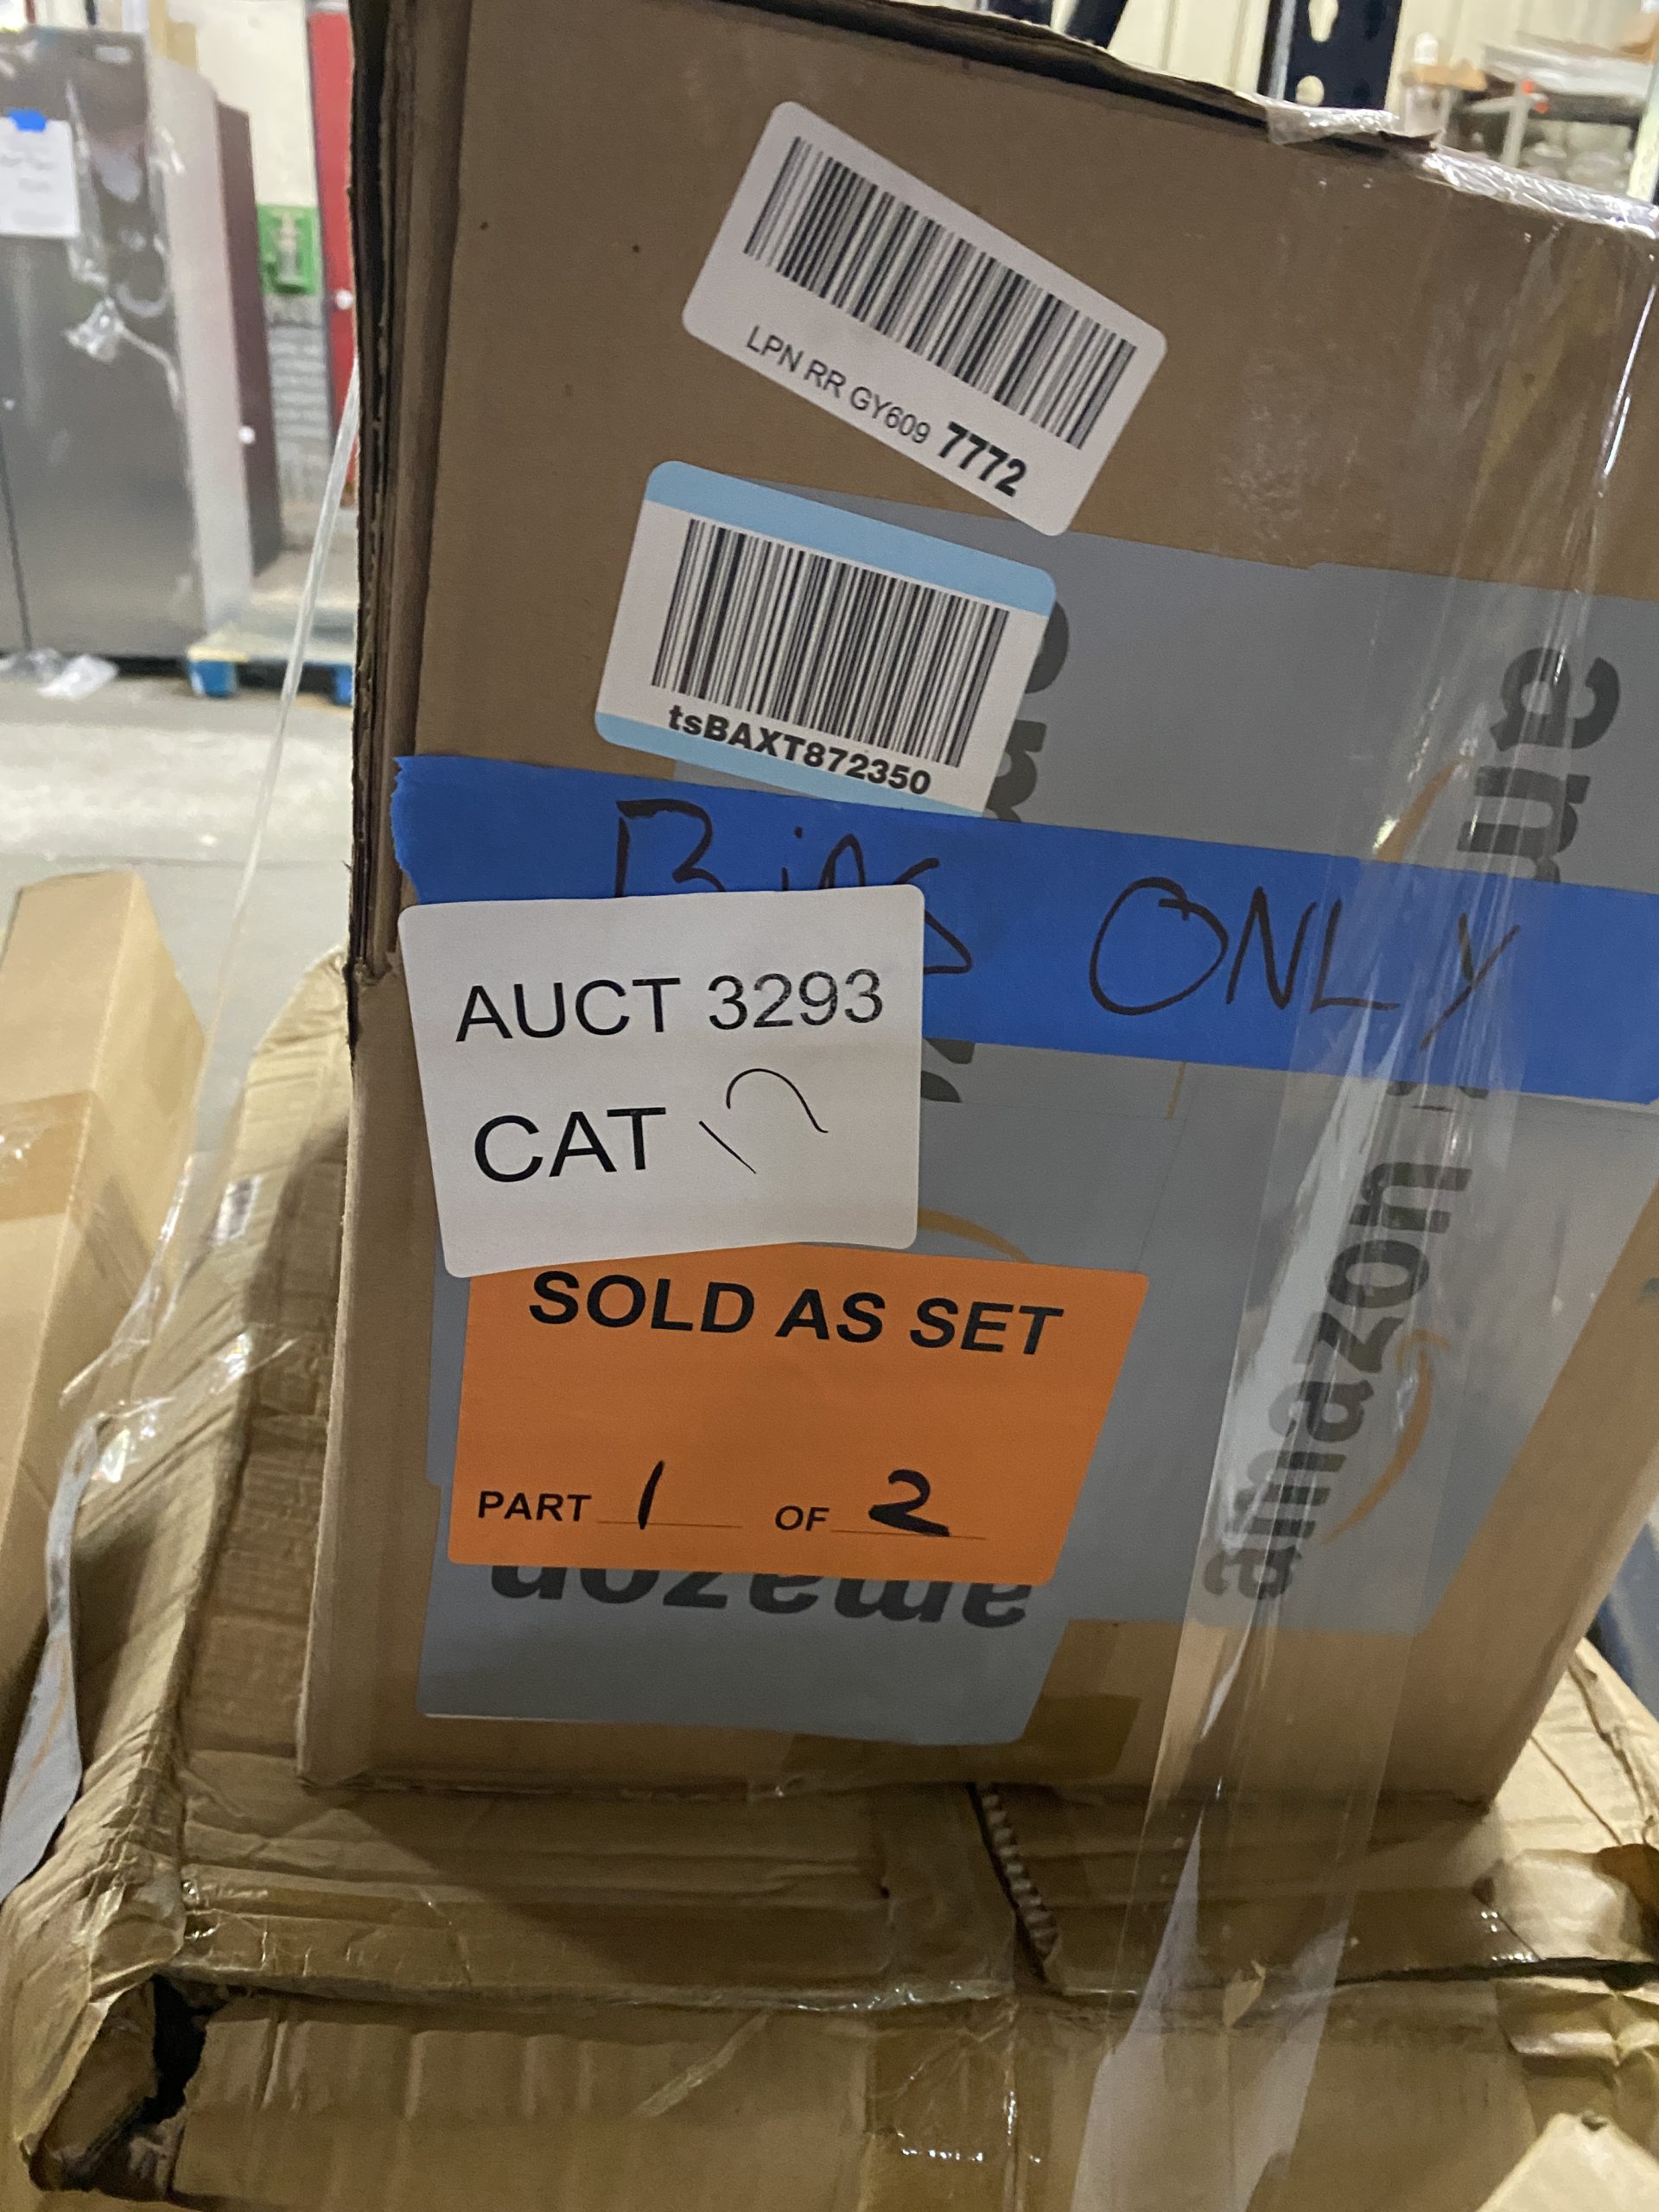 LPN RR GY609 7772
tsBAXT872350
ONLY
AUCT 3293
CAT
SOLD AS SET
PART 1 OF 2
amazon
amazon